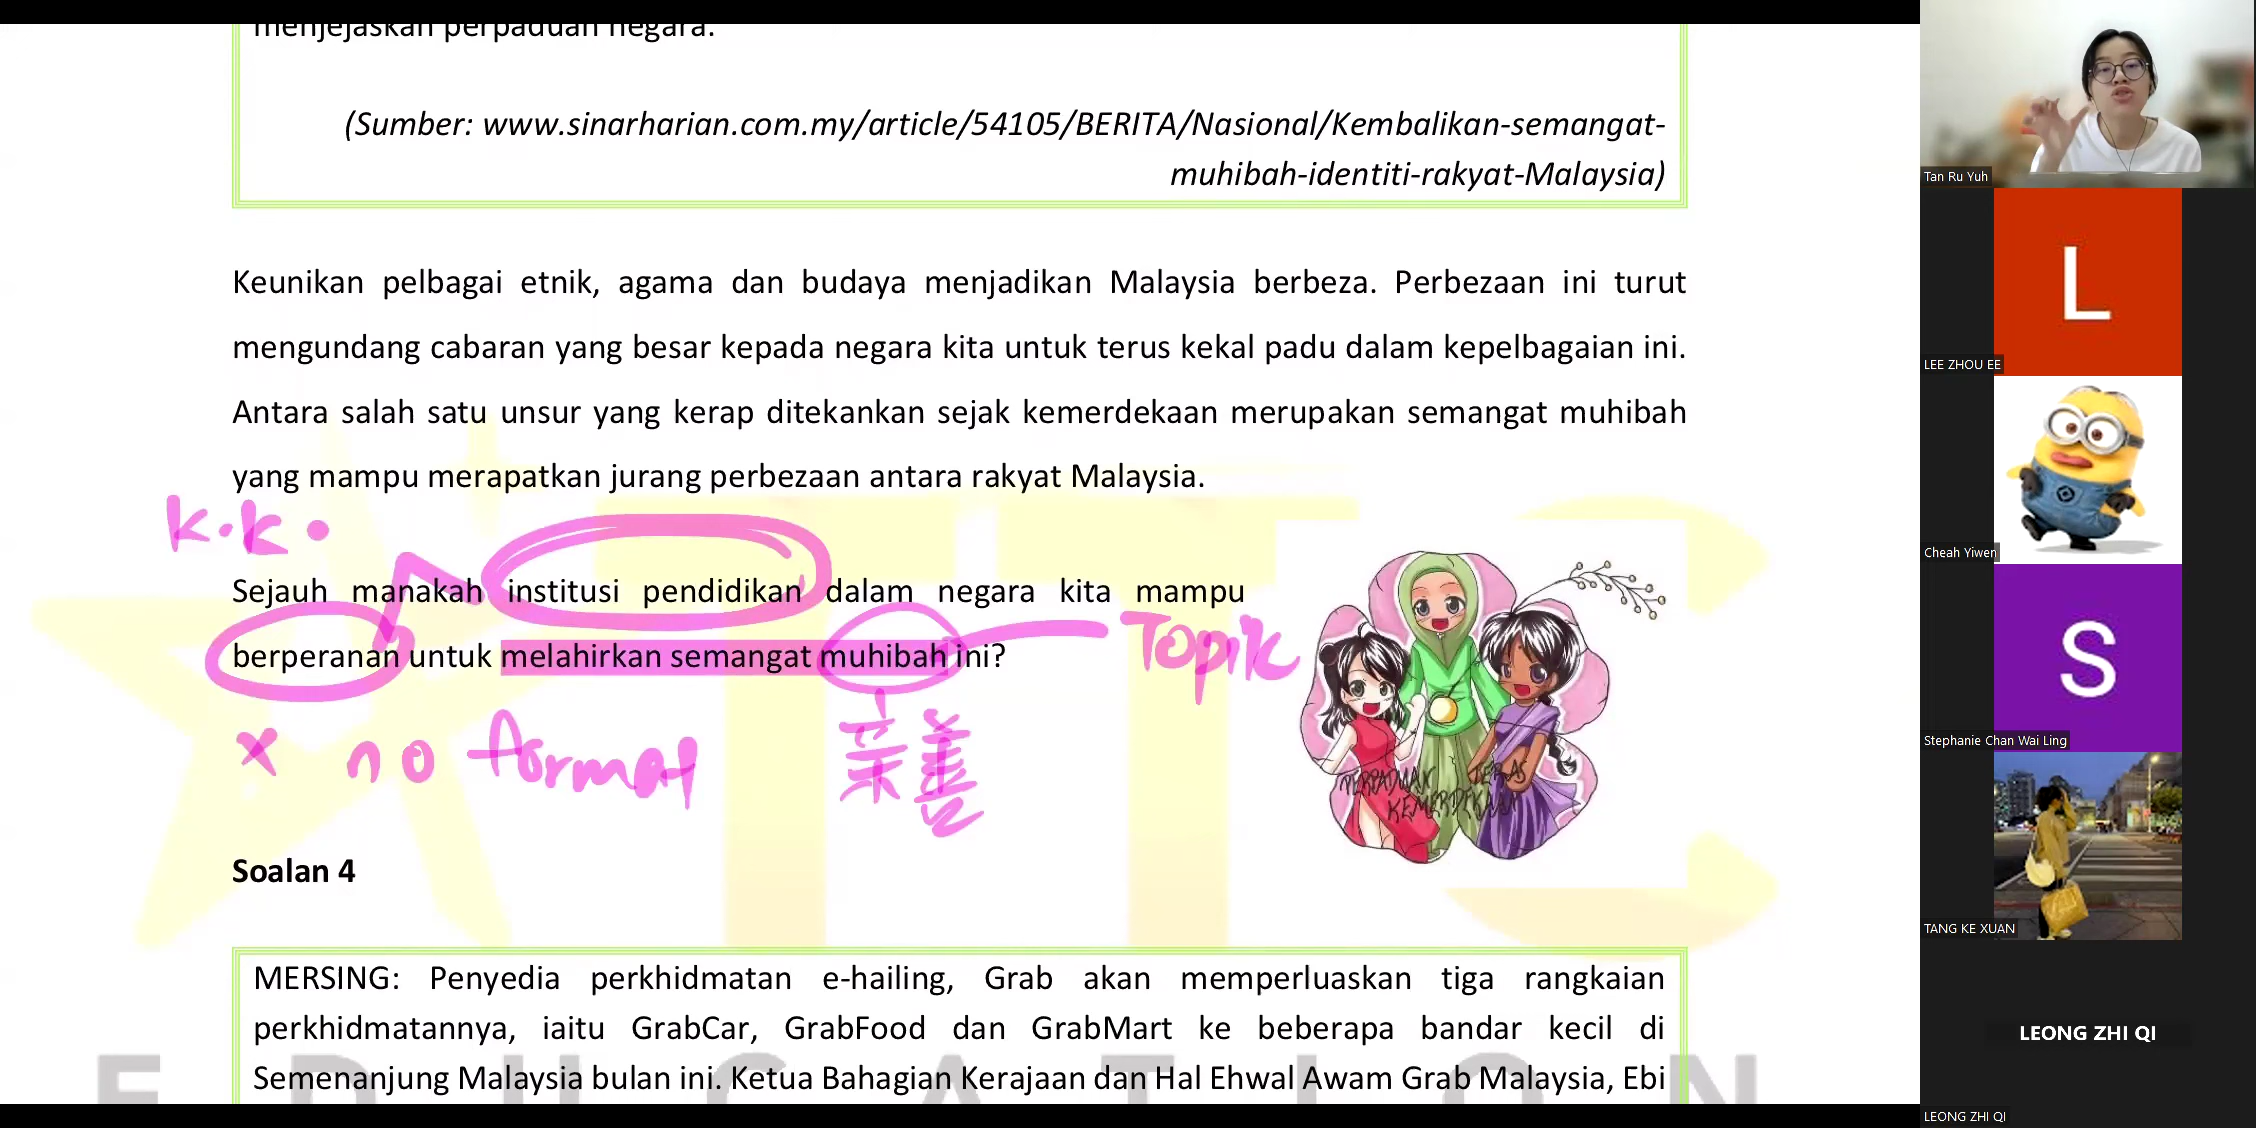 menjejaskan perpaduan negara.
(Sumber: www.sinarharian.com.my/article/54105/BERITA/Nasional/Kembalikan-semangat-
muhibah-identiti-rakyat-Malaysia)
Keunikan pelbagai etnik, agama dan budaya menjadikan Malaysia berbeza. Perbezaan ini turut
mengundang cabaran yang besar kepada negara kita untuk terus kekal padu dalam kepelbagaian ini.
Antara salah satu unsur yang kerap ditekankan sejak kemerdekaan merupakan semangat muhibah
yang mampu merapatkan jurang perbezaan antara rakyat Malaysia.
K.K.
Sejauh manakah institusi pendidikan dalam negara kita mampu
berperanan untuk melahirkan semangat muhibah ini?
Topik
x no format
亲善
PERPADUAN TERAS
KEMERDEKAAN
Soalan 4
MERSING: Penyedia perkhidmatan e-hailing, Grab akan memperluaskan tiga rangkaian
perkhidmatannya, iaitu GrabCar, GrabFood dan GrabMart ke beberapa bandar kecil di
Semenanjung Malaysia bulan ini. Ketua Bahagian Kerajaan dan Hal Ehwal Awam Grab Malaysia, Ebi
TTC
EDUCATION
Tan Ru Yuh
L
LEE ZHOU EE
Cheah Yiwen
S
Stephanie Chan Wai Ling
TANG KE XUAN
LEONG ZHI QI
LEONG ZHI QI